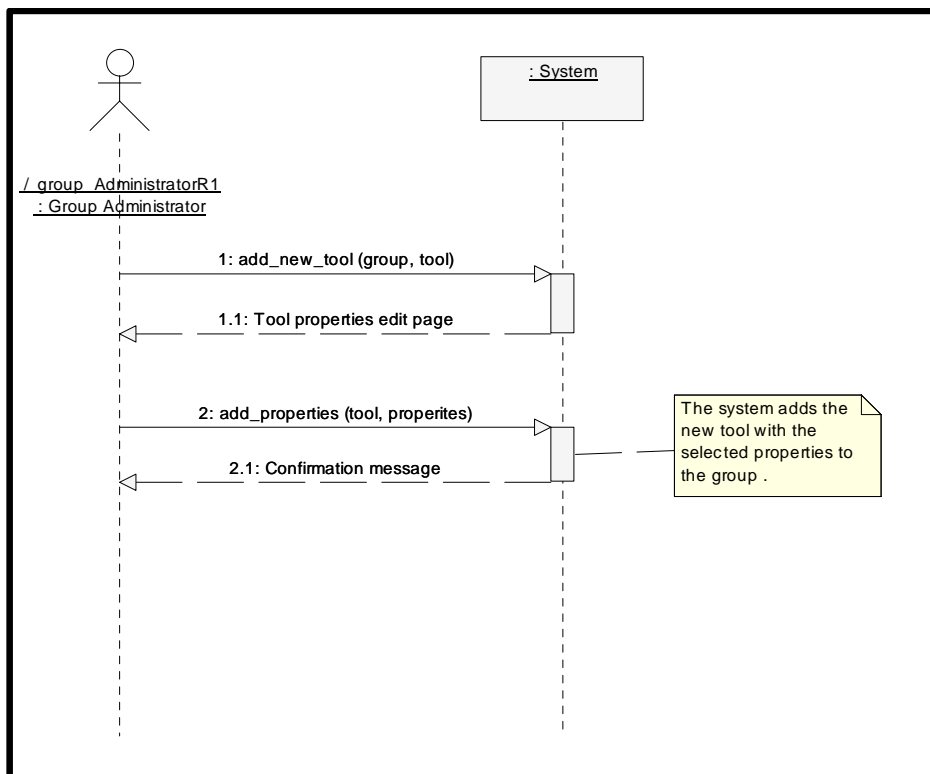 : System
/ group_AdministratorR1
: Group Administrator
1: add_new_tool (group, tool)
1.1: Tool properties edit page
2: add_properties (tool, properites)
The system adds the
new tool with the
selected properties to
the group .
2.1: Confirmation message